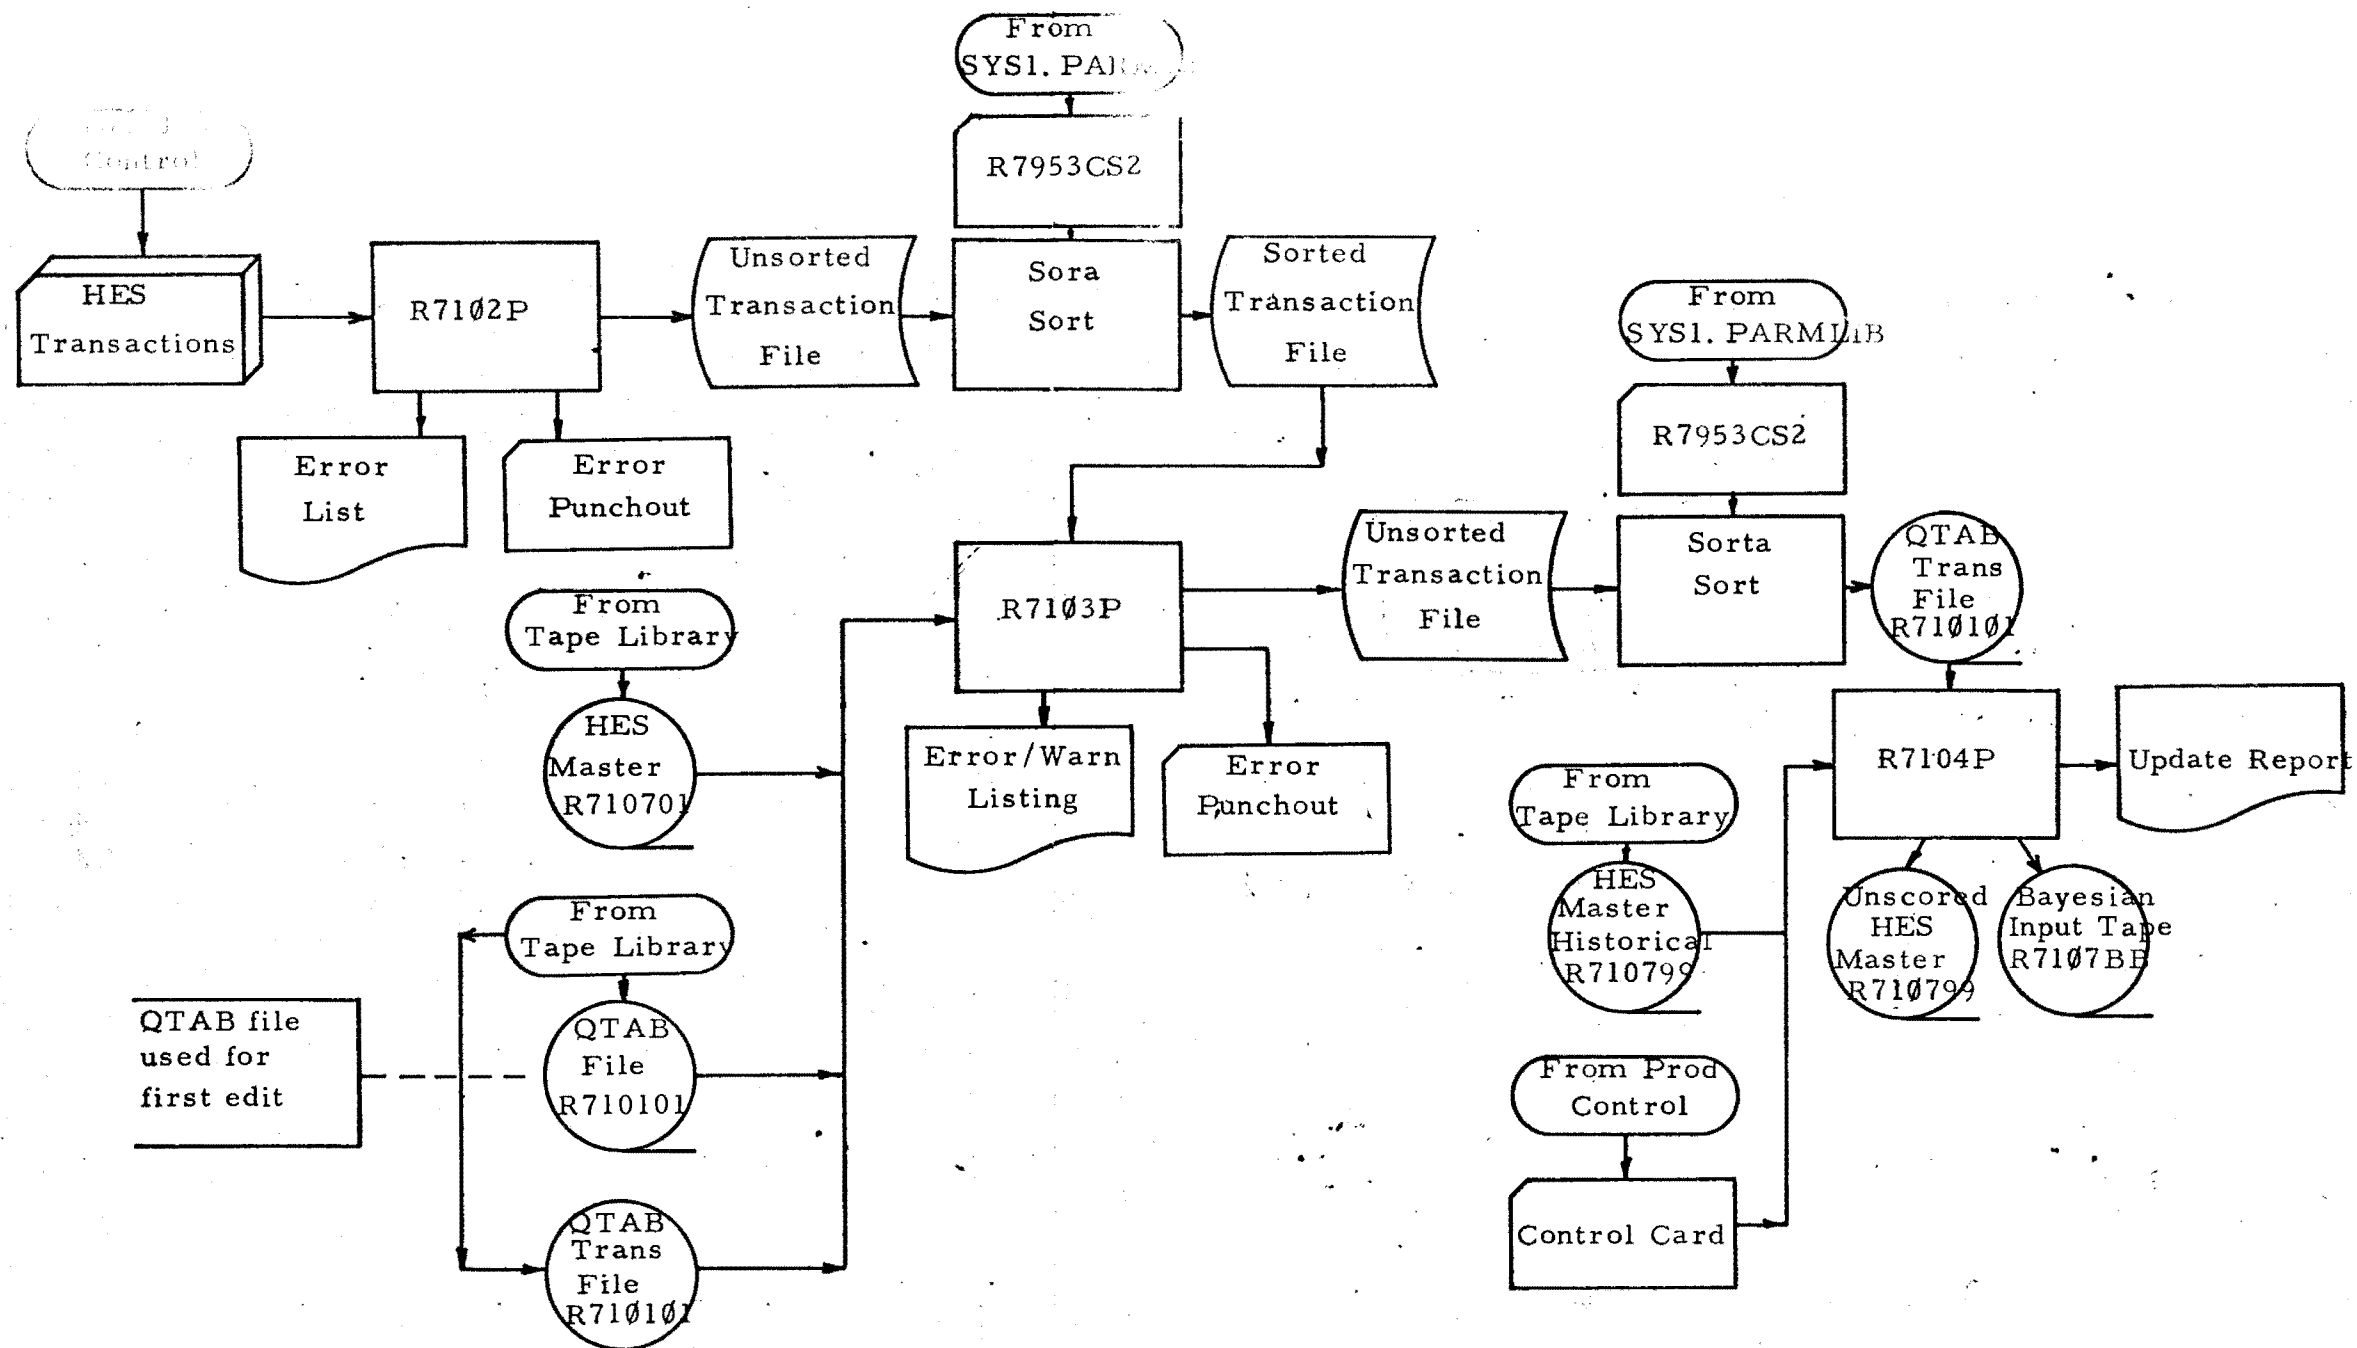 From
SYS1. PAR
Control
R7953CS2
HES
Transactions
R71Ø2P
Unsorted
Transaction
File
Sora
Sort
Sorted
Transaction
File
Error
List
Error
Punchout
From
SYS1. PARMLIB
R7953CS2
From
Tape Library
HES
Master
R710701
R71Ø3P
Unsorted
Transaction
File
Sorta
Sort
QTAB
Trans
File
R71Ø1Ø1
Error/Warn
Listing
Error
Punchout
R7104P
Update Report
From
Tape Library
HES
Master
Historical
R710799
Unscored
HES
Master
R71Ø799
Bayesian
Input Tape
R71Ø7BB
From
Tape Library
QTAB file
used for
first edit
QTAB
File
R710101
QTAB
Trans
File
R71Ø1Ø1
From Prod
Control
Control Card